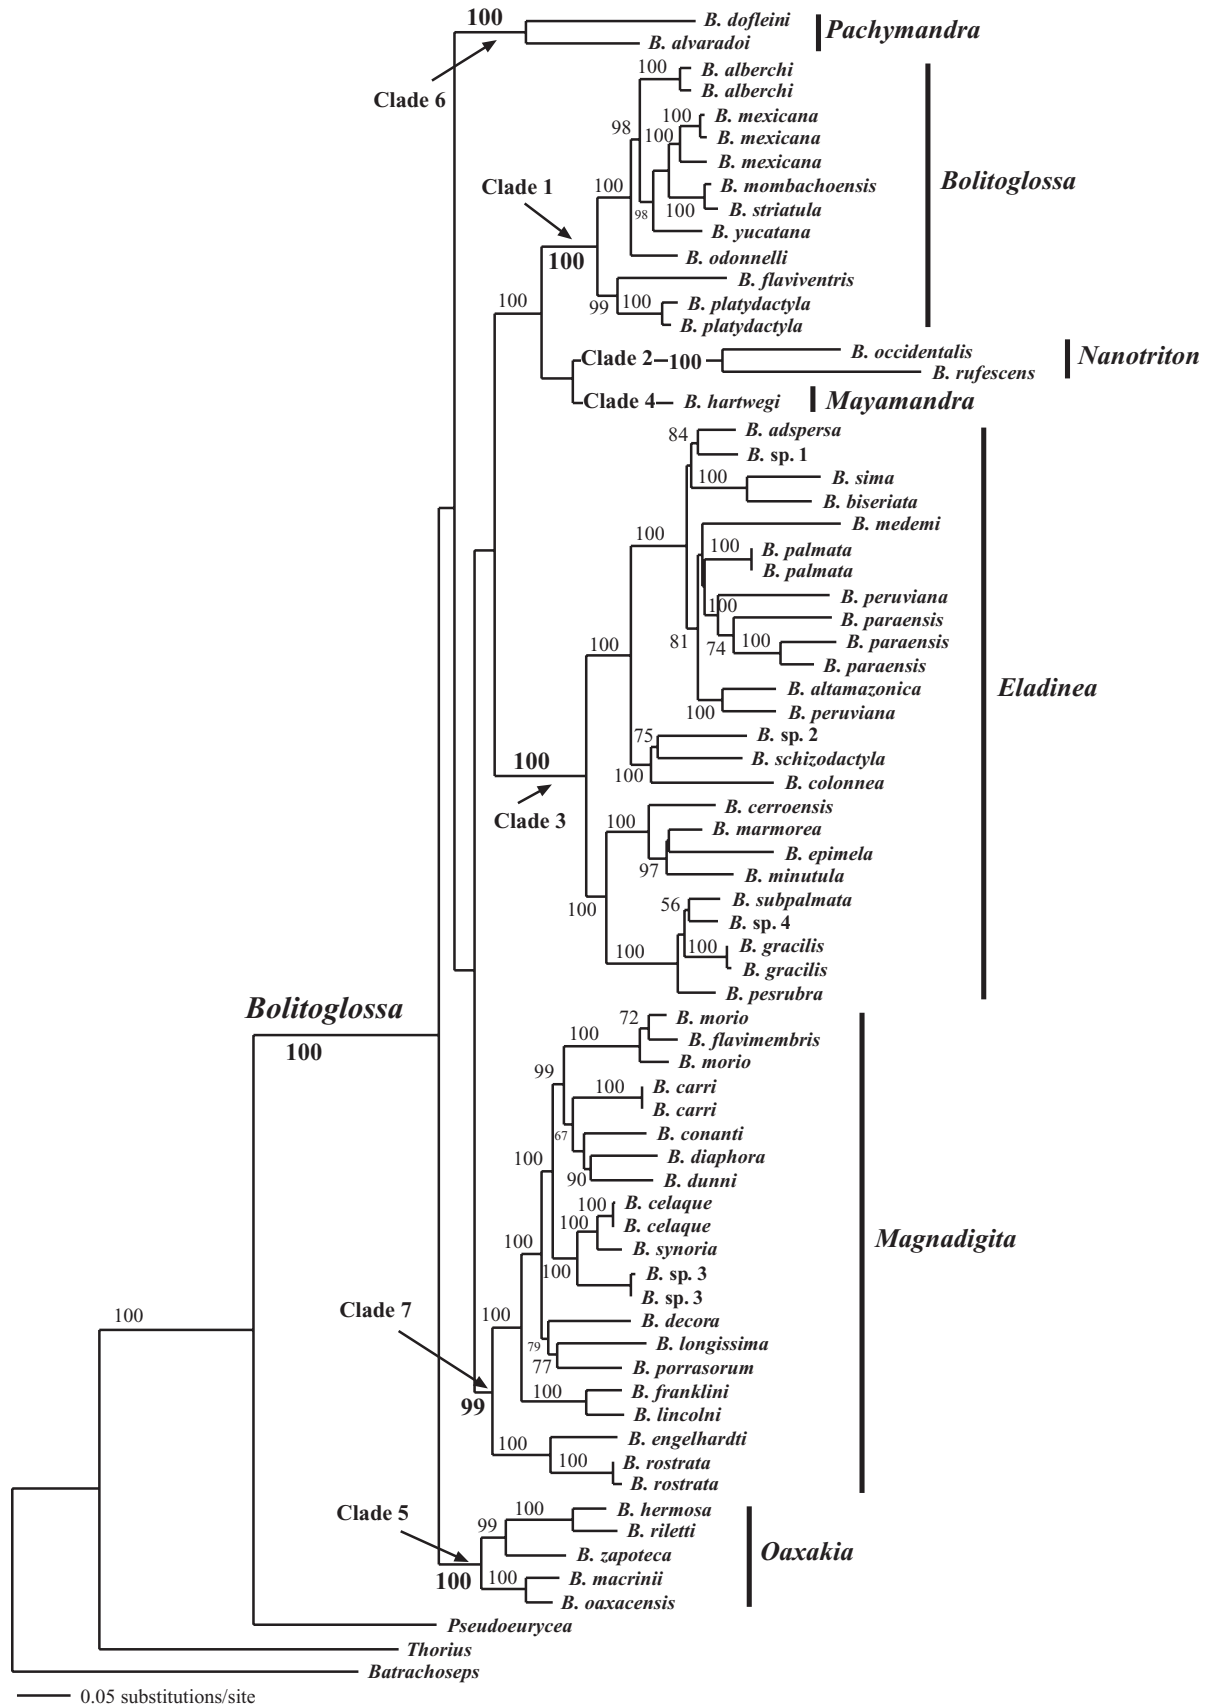 100
B. dofleini
B. alvaradoi
Pachymandra
Clade 6
100
B. alberchi
B. alberchi
98
100
B. mexicana
100
B. mexicana
B. mexicana
Clade 1
100
B. mombachoensis
98
100
B. striatula
B. yucatana
Bolitoglossa
100
B. odonnelli
B. flaviventris
99
100
B. platydactyla
B. platydactyla
100
Clade 2
100
B. occidentalis
B. rufescens
Nanotriton
Clade 4
B. hartwegi
Mayamandra
84
B. adspersa
B. sp. 1
100
B. sima
B. biseriata
100
B. medemi
100
B. palmata
B. palmata
100
B. peruviana
B. paraensis
81
74
100
B. paraensis
B. paraensis
100
B. altamazonica
100
B. peruviana
Eladinea
75
B. sp. 2
B. schizodactyla
100
B. colonnea
100
Clade 3
B. cerroensis
100
B. marmorea
B. epimela
97
B. minutula
100
56
B. subpalmata
B. sp. 4
100
100
B. gracilis
B. gracilis
B. pesrubra
Bolitoglossa
100
72
B. morio
100
B. flavimembris
B. morio
99
100
B. carri
B. carri
67
B. conanti
100
B. diaphora
90
B. dunni
100
B. celaque
100
B. celaque
100
B. synoria
100
B. sp. 3
B. sp. 3
Magnadigita
Clade 7
100
B. decora
79
B. longissima
77
B. porrasorum
100
B. franklini
B. lincolni
99
100
B. engelhardti
100
B. rostrata
B. rostrata
Clade 5
100
B. hermosa
99
B. riletti
B. zapoteca
Oaxakia
100
100
B. macrinii
B. oaxacensis
100
Pseudoeurycea
Thorius
Batrachoseps
0.05 substitutions/site